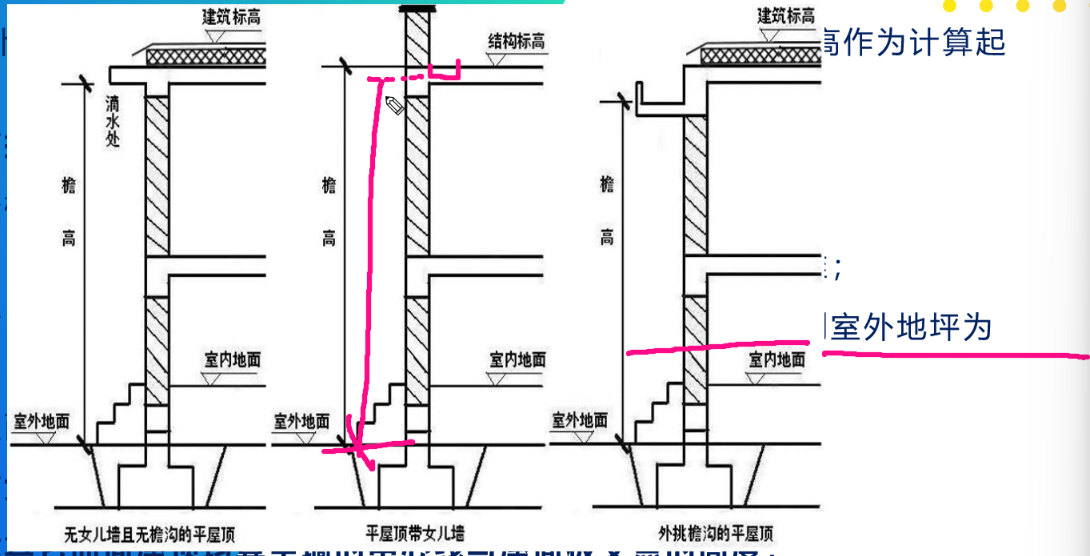 建筑标高
滴水处
檐高
室内地面
室外地面
无女儿墙且无檐沟的平屋顶
结构标高
檐高
室内地面
室外地面
平屋顶带女儿墙
建筑标高
檐高
室内地面
室外地面
外挑檐沟的平屋顶
高作为计算起
；
室外地坪为